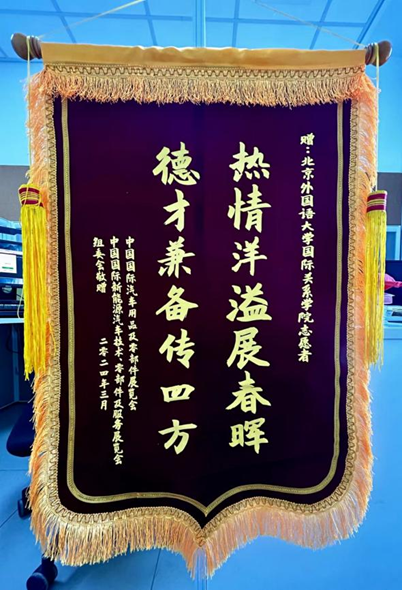 赠：北京外国语大学国际关系学院志愿者
热情洋溢展春晖
德才兼备传四方
中国国际汽车用品及零部件展览会
中国国际新能源汽车技术、零部件及服务展览会
组委会敬赠
二零二四年三月